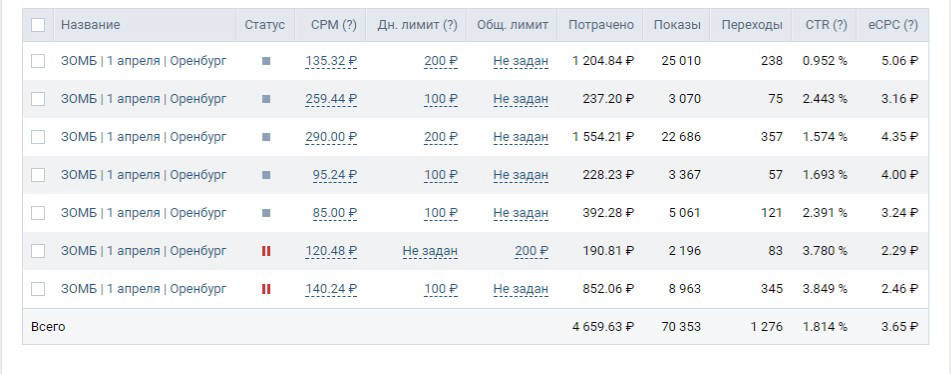 Название Статус CPM (?) Дн. лимит (?) Общ. лимит Потрачено Показы Переходы CTR (?) eCPC (?)
ЗОМБ | 1 апреля | Оренбург 135.32 ₽ 200 ₽ Не задан 1 204.84 ₽ 25 010 238 0.952 % 5.06 ₽
ЗОМБ | 1 апреля | Оренбург 259.44 ₽ 100 ₽ Не задан 237.20 ₽ 3 070 75 2.443 % 3.16 ₽
ЗОМБ | 1 апреля | Оренбург 290.00 ₽ 200 ₽ Не задан 1 554.21 ₽ 22 686 357 1.574 % 4.35 ₽
ЗОМБ | 1 апреля | Оренбург 95.24 ₽ 100 ₽ Не задан 228.23 ₽ 3 367 57 1.693 % 4.00 ₽
ЗОМБ | 1 апреля | Оренбург 85.00 ₽ 100 ₽ Не задан 392.28 ₽ 5 061 121 2.391 % 3.24 ₽
ЗОМБ | 1 апреля | Оренбург 120.48 ₽ Не задан 200 ₽ 190.81 ₽ 2 196 83 3.780 % 2.29 ₽
ЗОМБ | 1 апреля | Оренбург 140.24 ₽ 100 ₽ Не задан 852.06 ₽ 8 963 345 3.849 % 2.46 ₽
Всего 4 659.63 ₽ 70 353 1 276 1.814 % 3.65 ₽